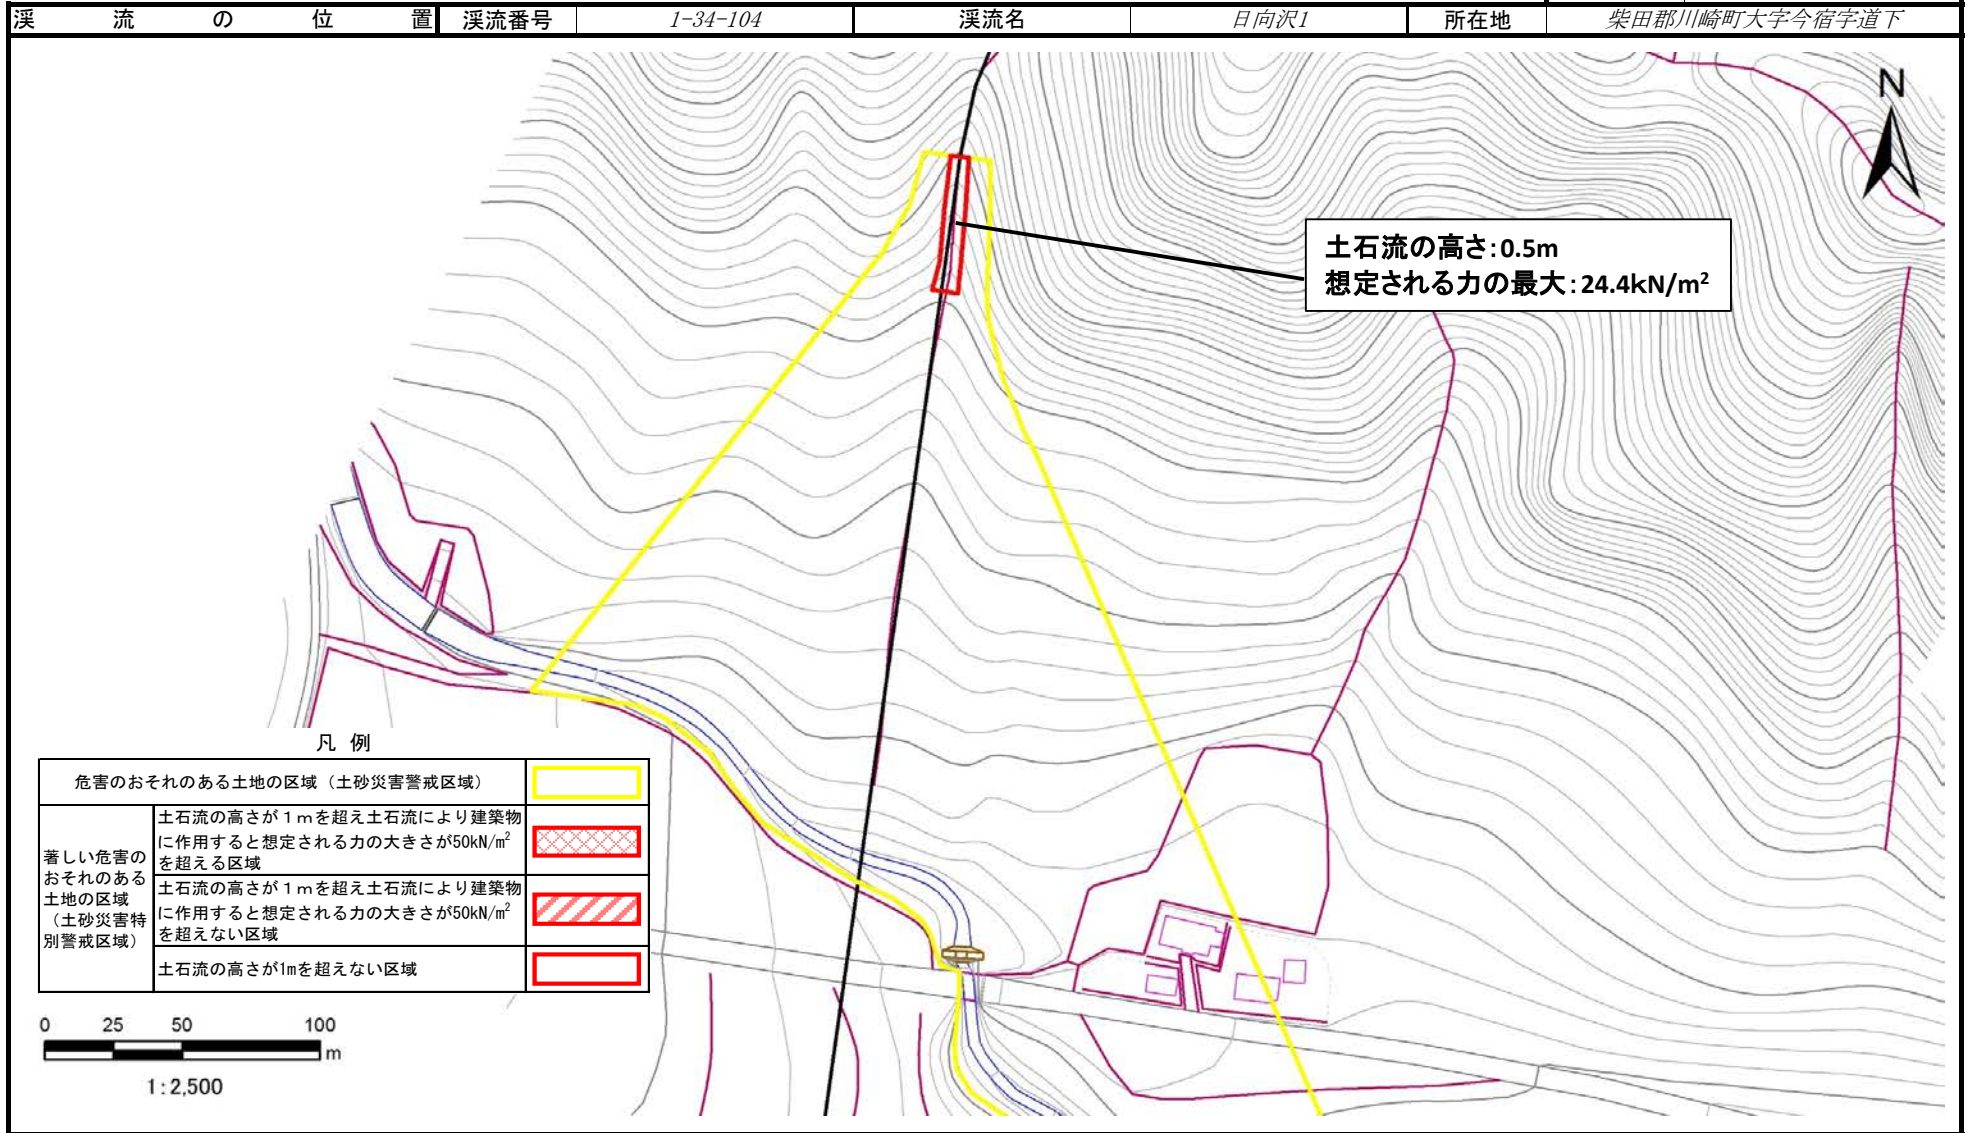 渓流の位置 渓流番号 1-34-104 渓流名 日向沢1 所在地 柴田郡川崎町大字今宿字道下
N
土石流の高さ:0.5m
想定される力の最大:24.4kN/m²
凡 例
危害のおそれのある土地の区域（土砂災害警戒区域）
著しい危害の
おそれのある
土地の区域
（土砂災害特
別警戒区域）
土石流の高さが１ｍを超え土石流により建築物
に作用すると想定される力の大きさが50kN/m²
を超える区域
土石流の高さが１ｍを超え土石流により建築物
に作用すると想定される力の大きさが50kN/m²
を超えない区域
土石流の高さが1mを超えない区域
0 25 50 100
m
1:2,500